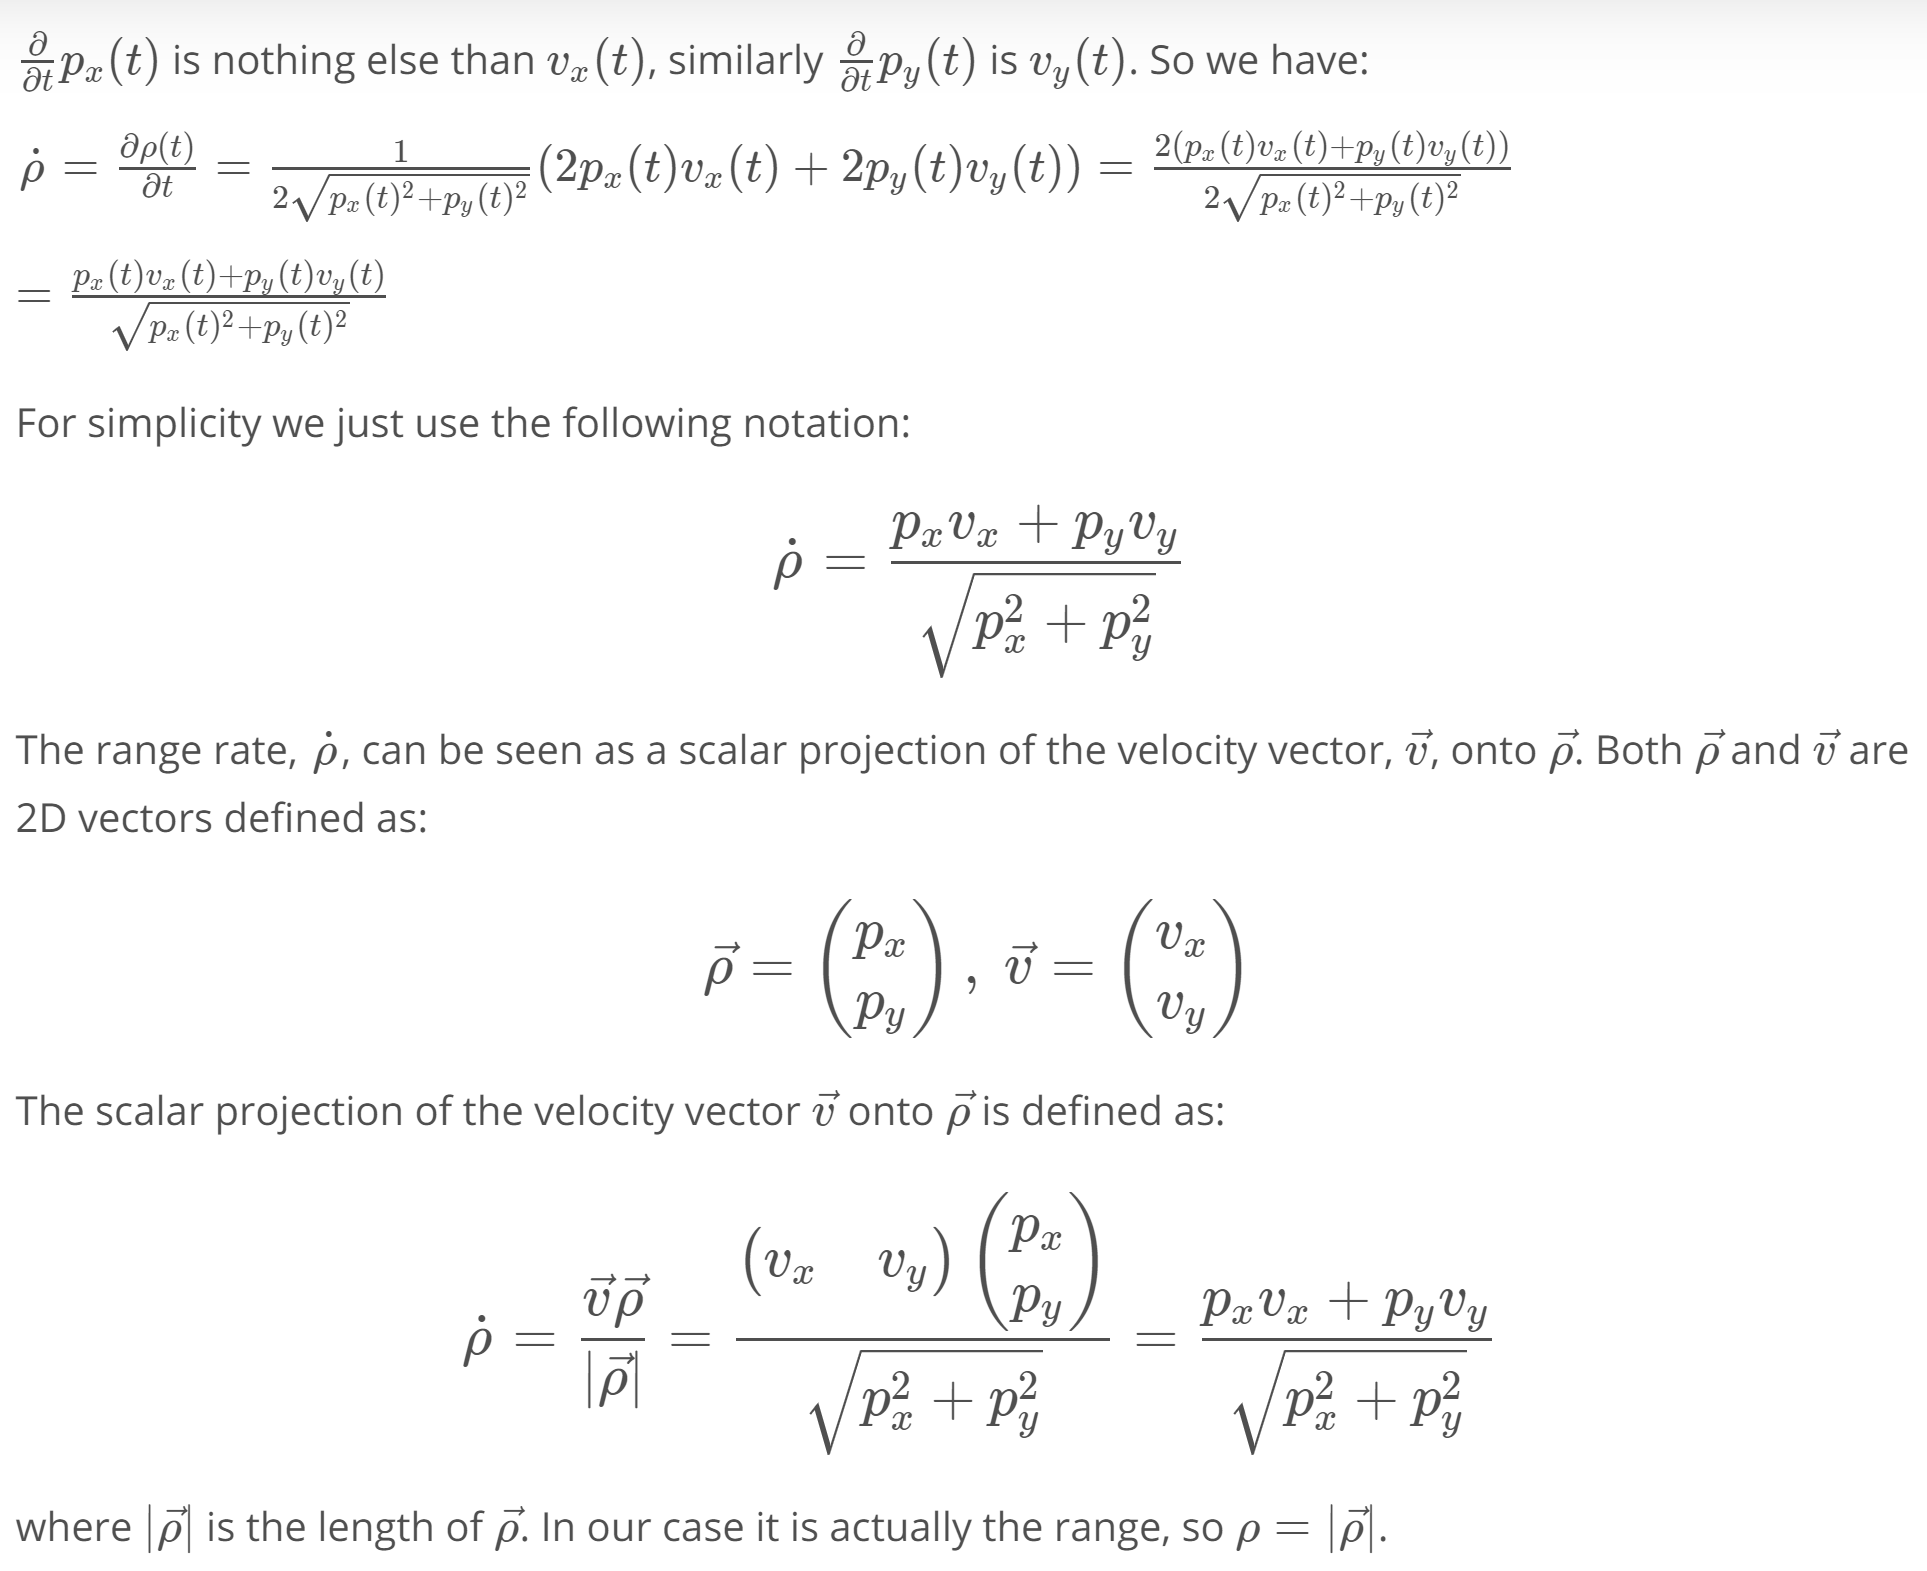 $\frac{\partial}{\partial t}p_x(t)$ is nothing else than $v_x(t)$, similarly $\frac{\partial}{\partial t}p_y(t)$ is $v_y(t)$. So we have:
$\dot{\rho} = \frac{\partial \rho(t)}{\partial t} = \frac{1}{2\sqrt{p_x(t)^2+p_y(t)^2}}(2p_x(t)v_x(t) + 2p_y(t)v_y(t)) = \frac{2(p_x(t)v_x(t)+p_y(t)v_y(t))}{2\sqrt{p_x(t)^2+p_y(t)^2}}$
$= \frac{p_x(t)v_x(t)+p_y(t)v_y(t)}{\sqrt{p_x(t)^2+p_y(t)^2}}$
For simplicity we just use the following notation:
$\dot{\rho} = \frac{p_xv_x + p_yv_y}{\sqrt{p_x^2 + p_y^2}}$
The range rate, $\dot{\rho}$, can be seen as a scalar projection of the velocity vector, $\vec{v}$, onto $\vec{\rho}$. Both $\vec{\rho}$ and $\vec{v}$ are
2D vectors defined as:
$\vec{\rho} = \begin{pmatrix} p_x \\ p_y \end{pmatrix}, \vec{v} = \begin{pmatrix} v_x \\ v_y \end{pmatrix}$
The scalar projection of the velocity vector $\vec{v}$ onto $\vec{\rho}$ is defined as:
$\dot{\rho} = \frac{\vec{v}\vec{\rho}}{|\vec{\rho}|} = \frac{\begin{pmatrix} v_x & v_y \end{pmatrix}\begin{pmatrix} p_x \\ p_y \end{pmatrix}}{\sqrt{p_x^2 + p_y^2}} = \frac{p_xv_x + p_yv_y}{\sqrt{p_x^2 + p_y^2}}$
where $|\vec{\rho}|$ is the length of $\vec{\rho}$. In our case it is actually the range, so $\rho = |\vec{\rho}|$.